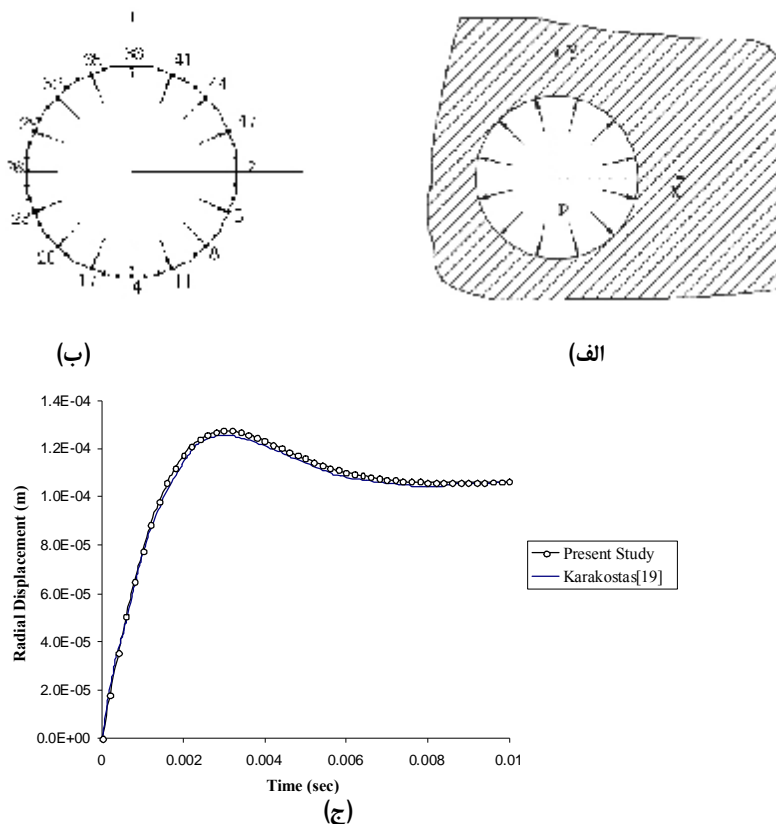 41
44
47
2
5
8
11
4
17
20
P
(ب)
الف)
1.4E-04
1.2E-04
1.0E-04
8.0E-05
6.0E-05
4.0E-05
2.0E-05
0.0E+00
Radial Displacement (m)
0
0.002
0.004
0.006
0.008
0.01
Time (sec)
Present Study
Karakostas[19]
(ج)